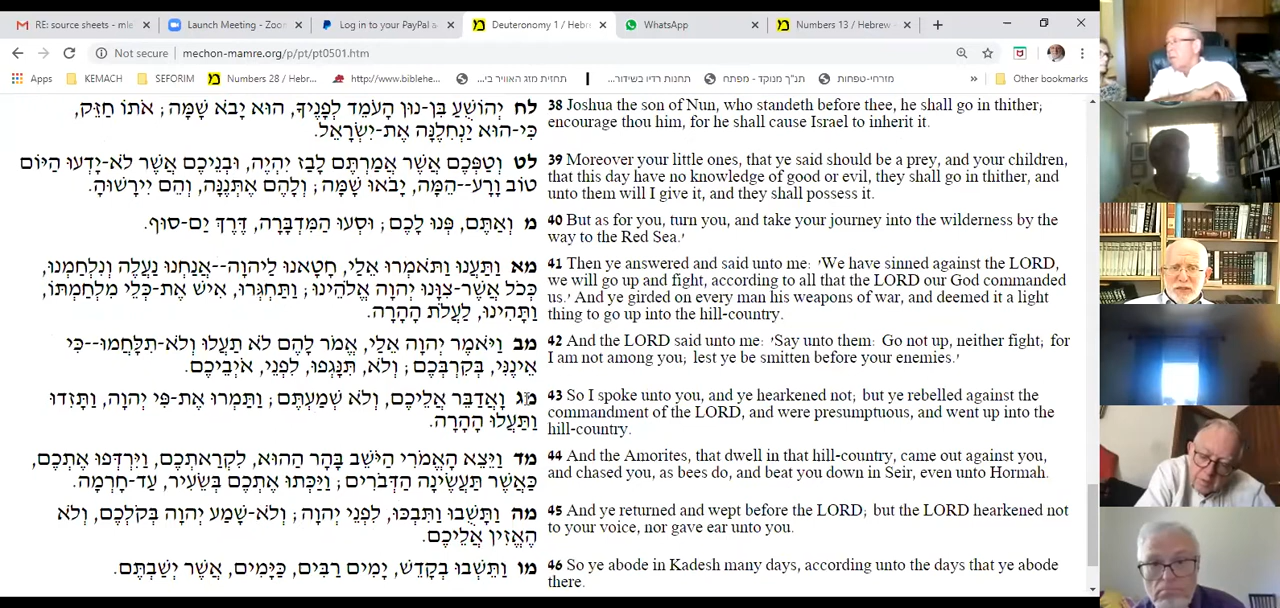 RE: source sheets - mle
Launch Meeting - Zoo
Log in to your PayPal a
Deuteronomy 1 / Hebre
WhatsApp
Numbers 13 / Hebrew -
Not secure | mechon-mamre.org/p/pt/pt0501.htm
Apps KEMACH SEFORIM Numbers 28 / Hebr... http://www.biblehe... תחזית מזג האוויר בי... תחנות רדיו בשידור... תנ"ך מנוקד - מפתח מזרחי-טפחות » Other bookmarks
לח יְהוֹשֻׁעַ בִּן-נוּן הָעֹמֵד לְפָנֶיךָ, הוּא יָבֹא שָׁמָּה; אֹתוֹ חַזֵּק,
כִּי-הוּא יַנְחִלֶנָּה אֶת-יִשְׂרָאֵל.
38 Joshua the son of Nun, who standeth before thee, he shall go in thither;
encourage thou him, for he shall cause Israel to inherit it.
לט וְטַפְּכֶם אֲשֶׁר אֲמַרְתֶּם לָבַז יִהְיֶה, וּבְנֵיכֶם אֲשֶׁר לֹא-יָדְעוּ הַיּוֹם
טוֹב וָרָע--הֵמָּה, יָבֹאוּ שָׁמָּה; וְלָהֶם אֶתְּנֶנָּה, וְהֵם יִירָשׁוּהָ.
39 Moreover your little ones, that ye said should be a prey, and your children,
that this day have no knowledge of good or evil, they shall go in thither, and
unto them will I give it, and they shall possess it.
מ וְאַתֶּם, פְּנוּ לָכֶם; וּסְעוּ הַמִּדְבָּרָה, דֶּרֶךְ יַם-סוּף.
40 But as for you, turn you, and take your journey into the wilderness by the
way to the Red Sea.'
מא וַתַּעֲנוּ וַתֹּאמְרוּ אֵלַי, חָטָאנוּ לַיהוָה--אֲנַחְנוּ נַעֲלֶה וְנִלְחַמְנוּ,
כְּכֹל אֲשֶׁר-צִוָּנוּ יְהוָה אֱלֹהֵינוּ; וַתַּחְגְּרוּ, אִישׁ אֶת-כְּלֵי מִלְחַמְתּוֹ,
וַתָּהִינוּ, לַעֲלֹת הָהָרָה.
41 Then ye answered and said unto me: 'We have sinned against the LORD,
we will go up and fight, according to all that the LORD our God commanded
us.' And ye girded on every man his weapons of war, and deemed it a light
thing to go up into the hill-country.
מב וַיֹּאמֶר יְהוָה אֵלַי, אֱמֹר לָהֶם לֹא תַעֲלוּ וְלֹא-תִלָּחֲמוּ--כִּי
אֵינֶנִּי, בְּקִרְבְּכֶם; וְלֹא, תִּנָּגְפוּ, לִפְנֵי, אֹיְבֵיכֶם.
42 And the LORD said unto me: 'Say unto them: Go not up, neither fight; for
I am not among you; lest ye be smitten before your enemies.'
מג וָאֲדַבֵּר אֲלֵיכֶם, וְלֹא שְׁמַעְתֶּם; וַתַּמְרוּ אֶת-פִּי יְהוָה, וַתָּזִדוּ
וַתַּעֲלוּ הָהָרָה.
43 So I spoke unto you, and ye hearkened not; but ye rebelled against the
commandment of the LORD, and were presumptuous, and went up into the
hill-country.
מד וַיֵּצֵא הָאֱמֹרִי הַיֹּשֵׁב בָּהָר הַהוּא, לִקְרַאתְכֶם, וַיִּרְדְּפוּ אֶתְכֶם,
כַּאֲשֶׁר תַּעֲשֶׂינָה הַדְּבֹרִים; וַיַּכְּתוּ אֶתְכֶם בְּשֵׂעִיר, עַד-חָרְמָה.
44 And the Amorites, that dwell in that hill-country, came out against you,
and chased you, as bees do, and beat you down in Seir, even unto Hormah.
מה וַתָּשֻׁבוּ וַתִּבְכּוּ, לִפְנֵי יְהוָה; וְלֹא-שָׁמַע יְהוָה בְּקֹלְכֶם, וְלֹא
הֶאֱזִין אֲלֵיכֶם.
45 And ye returned and wept before the LORD; but the LORD hearkened not
to your voice, nor gave ear unto you.
מו וַתֵּשְׁבוּ בְקָדֵשׁ, יָמִים רַבִּים, כַּיָּמִים, אֲשֶׁר יְשַׁבְתֶּם.
46 So ye abode in Kadesh many days, according unto the days that ye abode
there.